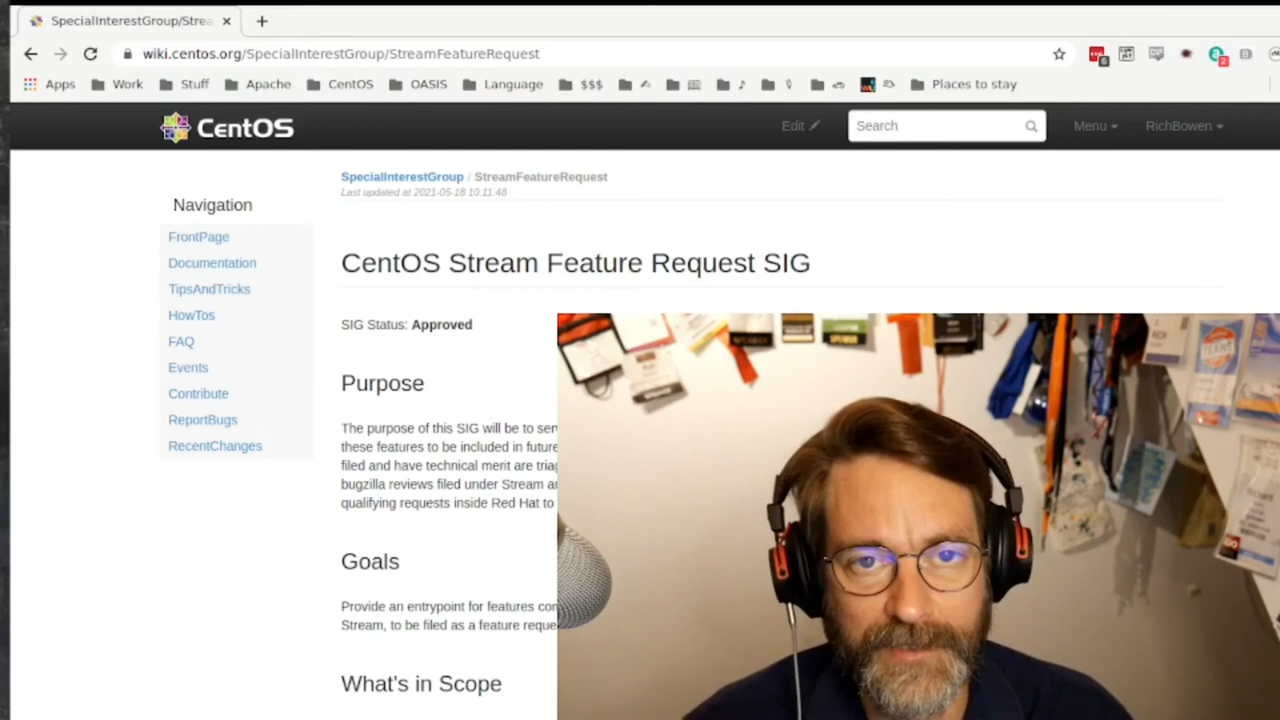 SpecialInterestGroup/Strea
wiki.centos.org/SpecialInterestGroup/StreamFeatureRequest
6
2
Apps
Work
Stuff
Apache
CentOS
OASIS
Language
$$$
Places to stay
CentOS
Edit
Search
Menu
RichBowen
SpecialInterestGroup / StreamFeatureRequest
Last updated at 2021-05-18 10:11:48
Navigation
FrontPage
Documentation
TipsAndTricks
HowTos
FAQ
Events
Contribute
ReportBugs
RecentChanges
CentOS Stream Feature Request SIG
SIG Status: Approved
Purpose
The purpose of this SIG will be to ser
these features to be included in future
filed and have technical merit are tria
bugzilla reviews filed under Stream a
qualifying requests inside Red Hat to
Goals
Provide an entrypoint for features co
Stream, to be filed as a feature reque
What's in Scope